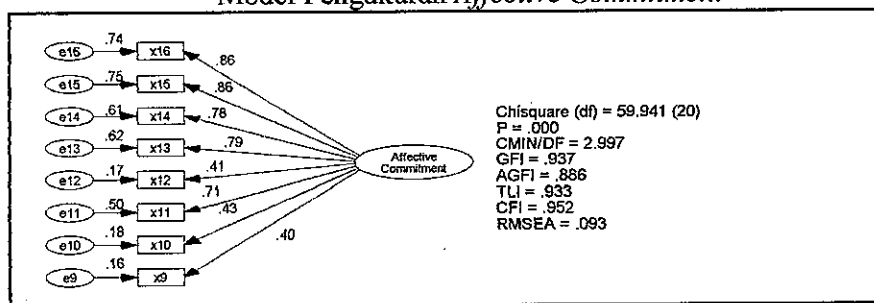 Model Pengukuran Affective Commitment
e16 .74 x16 .86
e15 .75 x15 .86
e14 .61 x14 .78
e13 .62 x13 .79
e12 .17 x12 .41
e11 .50 x11 .71
e10 .18 x10 .43
e9 .16 x9 .40
Affective
Commitment
Chisquare (df) = 59.941 (20)
P = .000
CMIN/DF = 2.997
GFI = .937
AGFI = .886
TLI = .933
CFI = .952
RMSEA = .093